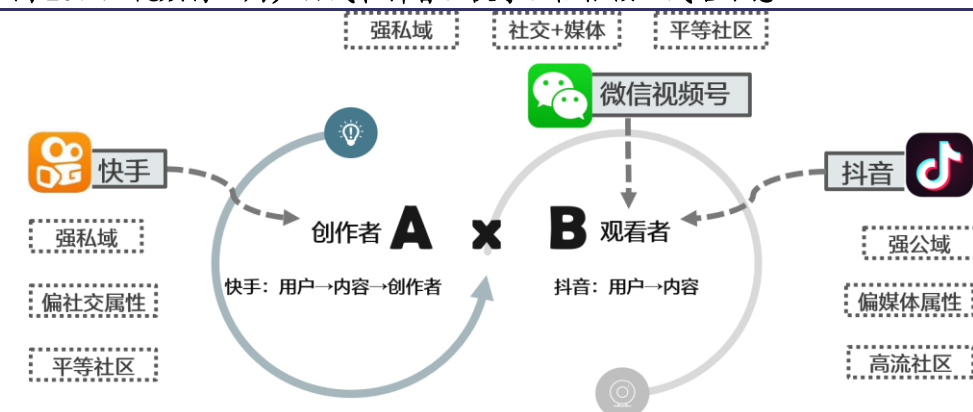 强私域
社交+媒体
平等社区
微信视频号
快手
抖音
创作者 A x B 观看者
强私域
强公域
快手：用户→内容→创作者
抖音：用户→内容
偏社交属性
偏媒体属性
平等社区
高流社区